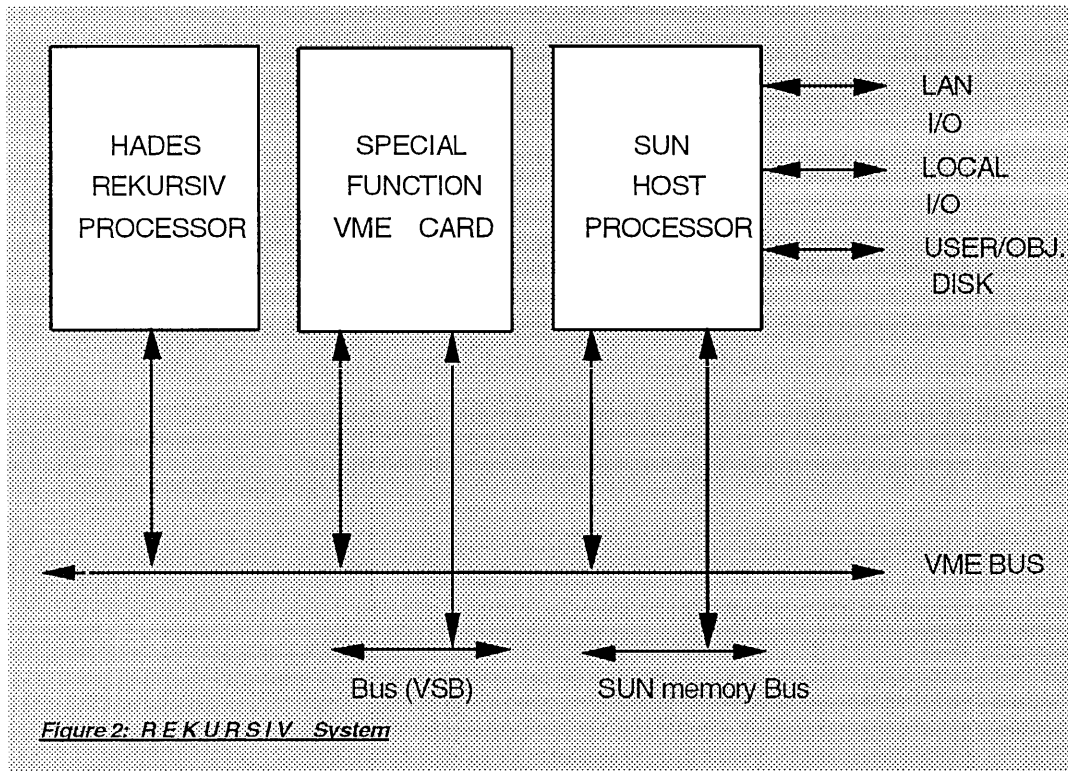 HADES
REKURSIV
PROCESSOR
SPECIAL
FUNCTION
VME CARD
SUN
HOST
PROCESSOR
LAN
I/O
LOCAL
I/O
USER/OBJ.
DISK
VME BUS
Bus (VSB)
SUN memory Bus
Figure 2: R E K U R S I V System